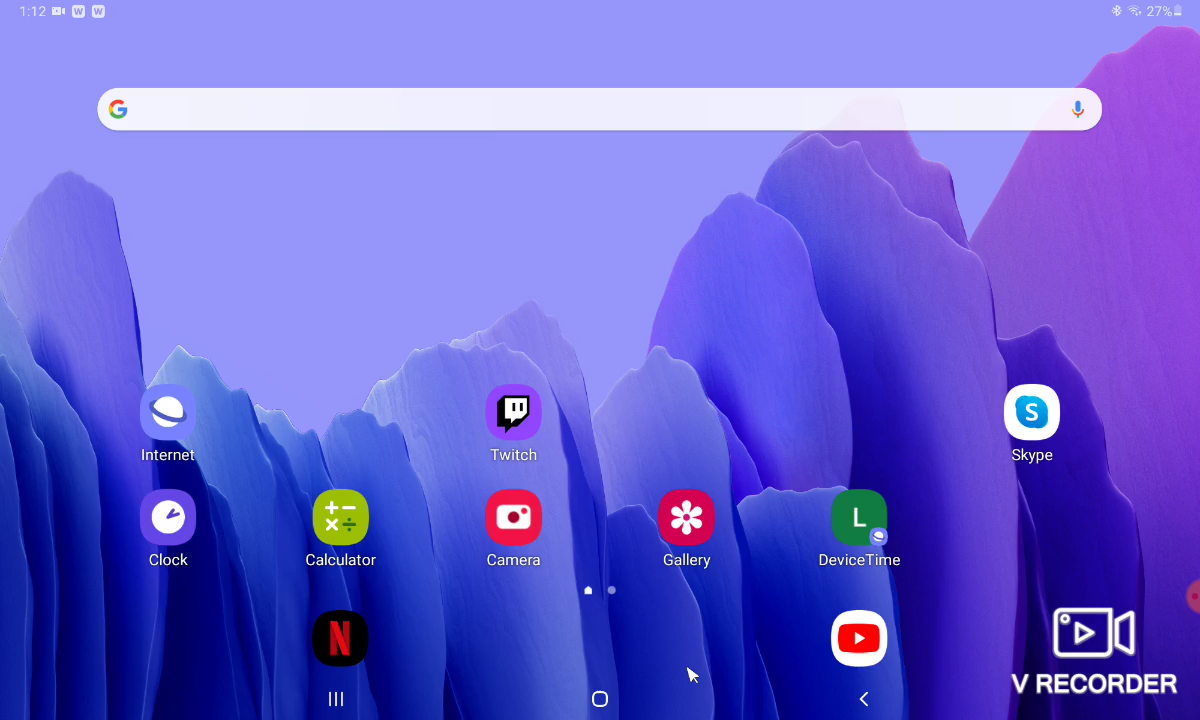 1:12 W W 27%
Internet Twitch S Skype
Clock Calculator Camera Gallery L DeviceTime
N
V RECORDER